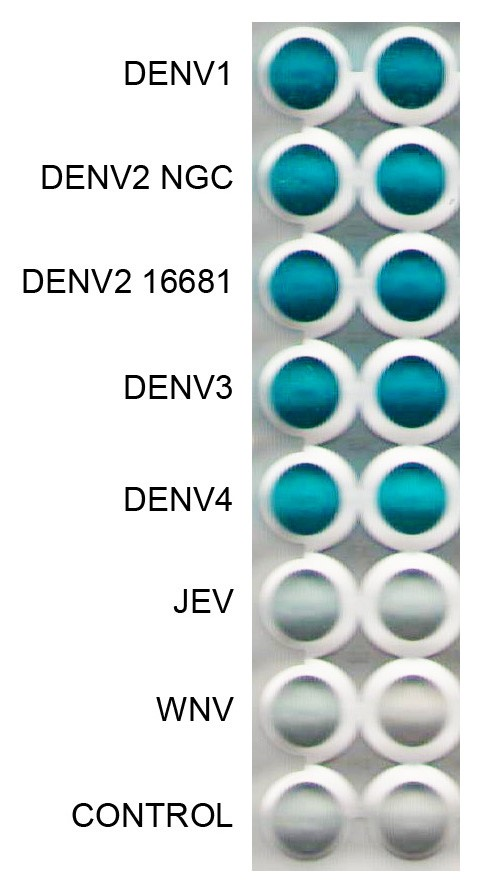 DENV1
DENV2 NGC
DENV2 16681
DENV3
DENV4
JEV
WNV
CONTROL